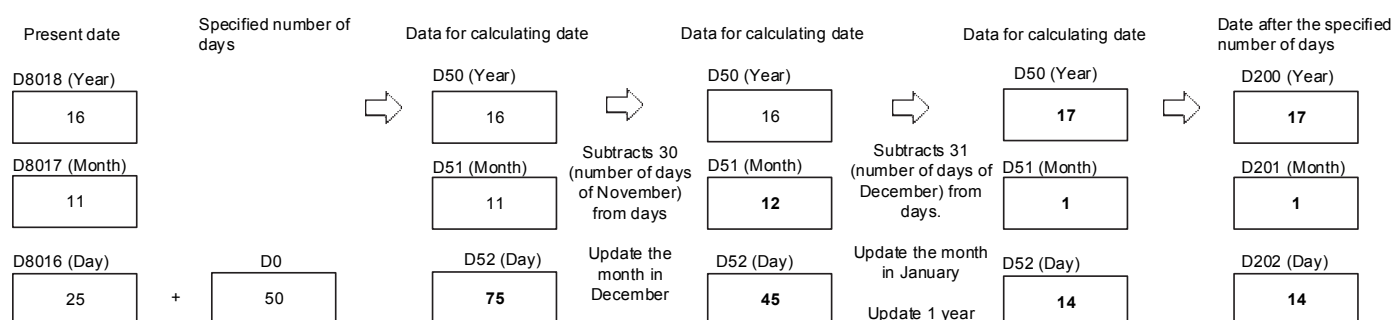 Present date
Specified number of
days
Data for calculating date
Data for calculating date
Data for calculating date
Date after the specified
number of days
D8018 (Year)
D50 (Year)
D50 (Year)
D50 (Year)
D200 (Year)
16
16
16
17
17
D8017 (Month)
D51 (Month)
Subtracts 30
(number of days
of November)
from days
D51 (Month)
Subtracts 31
(number of days of
December) from
days.
D51 (Month)
D201 (Month)
11
11
12
1
1
D8016 (Day)
D0
D52 (Day)
Update the
month in
December
D52 (Day)
Update the month
in January
Update 1 year
D52 (Day)
D202 (Day)
25
+
50
75
45
14
14